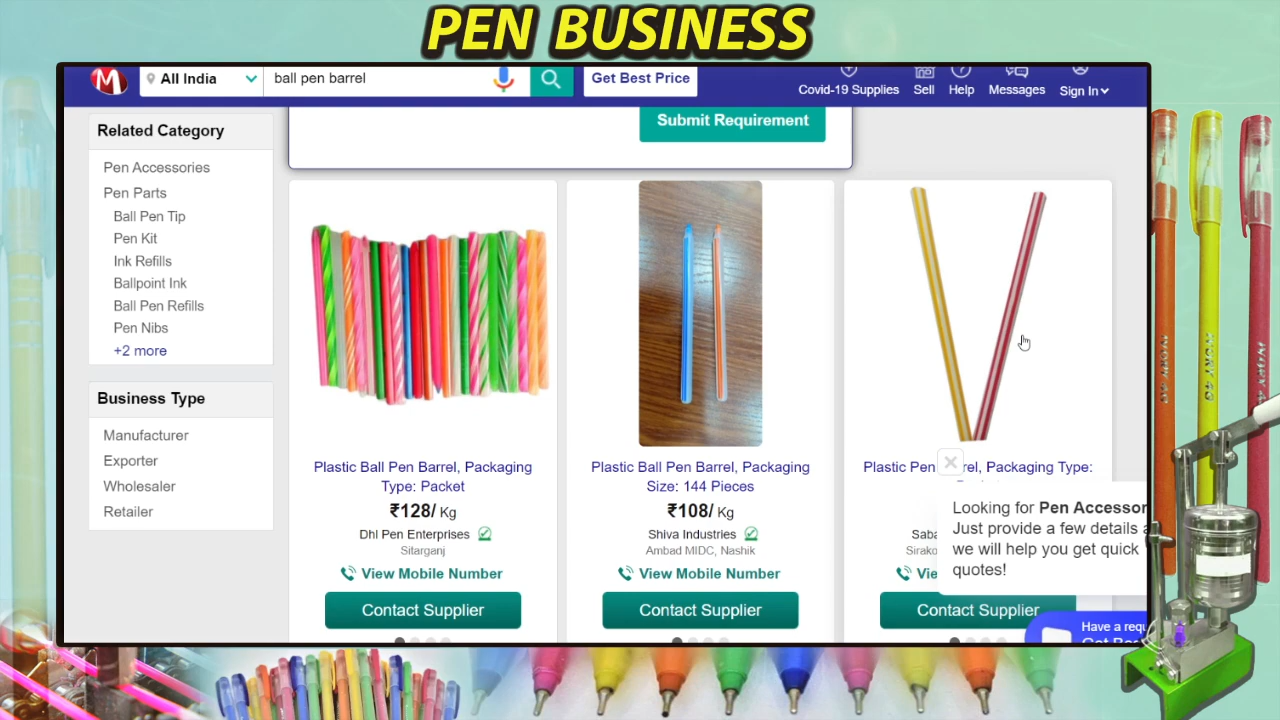 PEN BUSINESS
M
All India
ball pen barrel
Get Best Price
Covid-19 Supplies
Sell
Help
Messages
Sign In
Submit Requirement
Related Category
Pen Accessories
Pen Parts
Ball Pen Tip
Pen Kit
Ink Refills
Ballpoint Ink
Ball Pen Refills
Pen Nibs
+2 more
Business Type
Manufacturer
Exporter
Wholesaler
Retailer
Plastic Ball Pen Barrel, Packaging
Type: Packet
₹128/ Kg
Dhl Pen Enterprises
Sitarganj
View Mobile Number
Contact Supplier
Plastic Ball Pen Barrel, Packaging
Size: 144 Pieces
₹108/ Kg
Shiva Industries
Ambad MIDC, Nashik
View Mobile Number
Contact Supplier
Plastic Pen Packaging Type:
Contact Supplier
Looking for Pen
Just provide a few details
we will help you get quick
quotes!
Have a